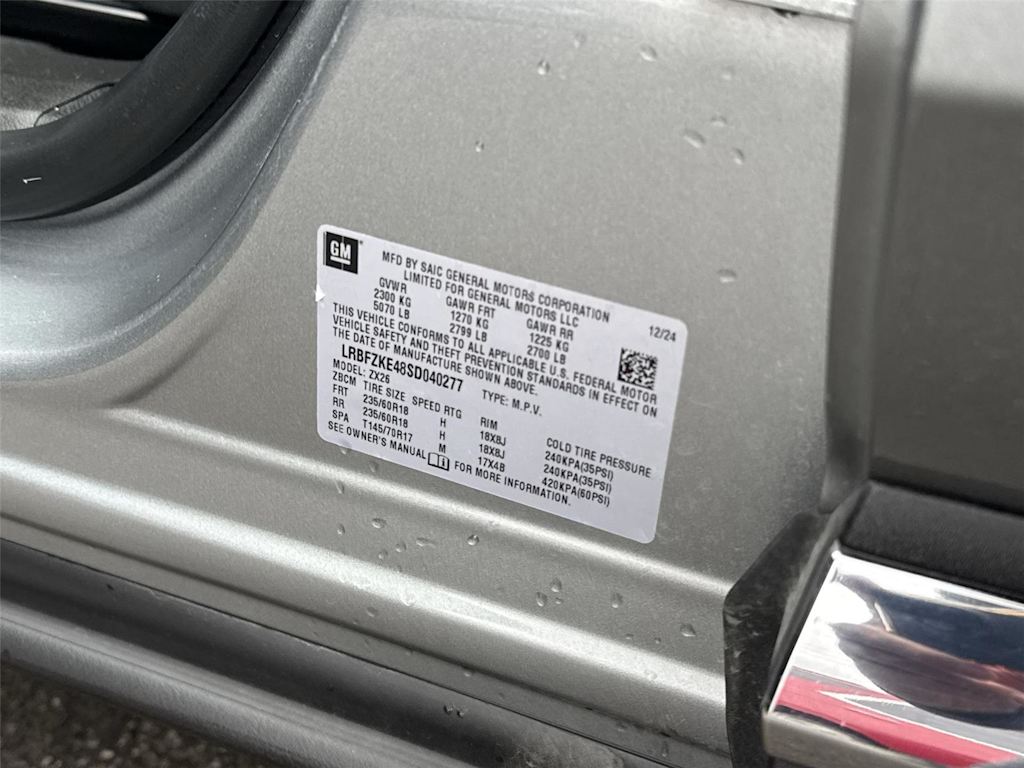 GM
MFD BY SAIC GENERAL MOTORS CORPORATION
LIMITED FOR GENERAL MOTORS LLC
12/24
GVWR GAWR FRT GAWR RR
2300 KG 1270 KG 1225 KG
5070 LB 2799 LB 2700 LB
THIS VEHICLE CONFORMS TO ALL APPLICABLE U.S. FEDERAL MOTOR
VEHICLE SAFETY AND THEFT PREVENTION STANDARDS IN EFFECT ON
THE DATE OF MANUFACTURE SHOWN ABOVE.
LRBFZKE48SD040277 TYPE: M.P.V.
MODEL: ZX26
ZBCM TIRE SIZE SPEED RTG RIM COLD TIRE PRESSURE
FRT 235/60R18 H 18X8J 240KPA(35PSI)
RR 235/60R18 H 18X8J 240KPA(35PSI)
SPA T145/70R17 M 17X4B 420KPA(60PSI)
SEE OWNER'S MANUAL FOR MORE INFORMATION.